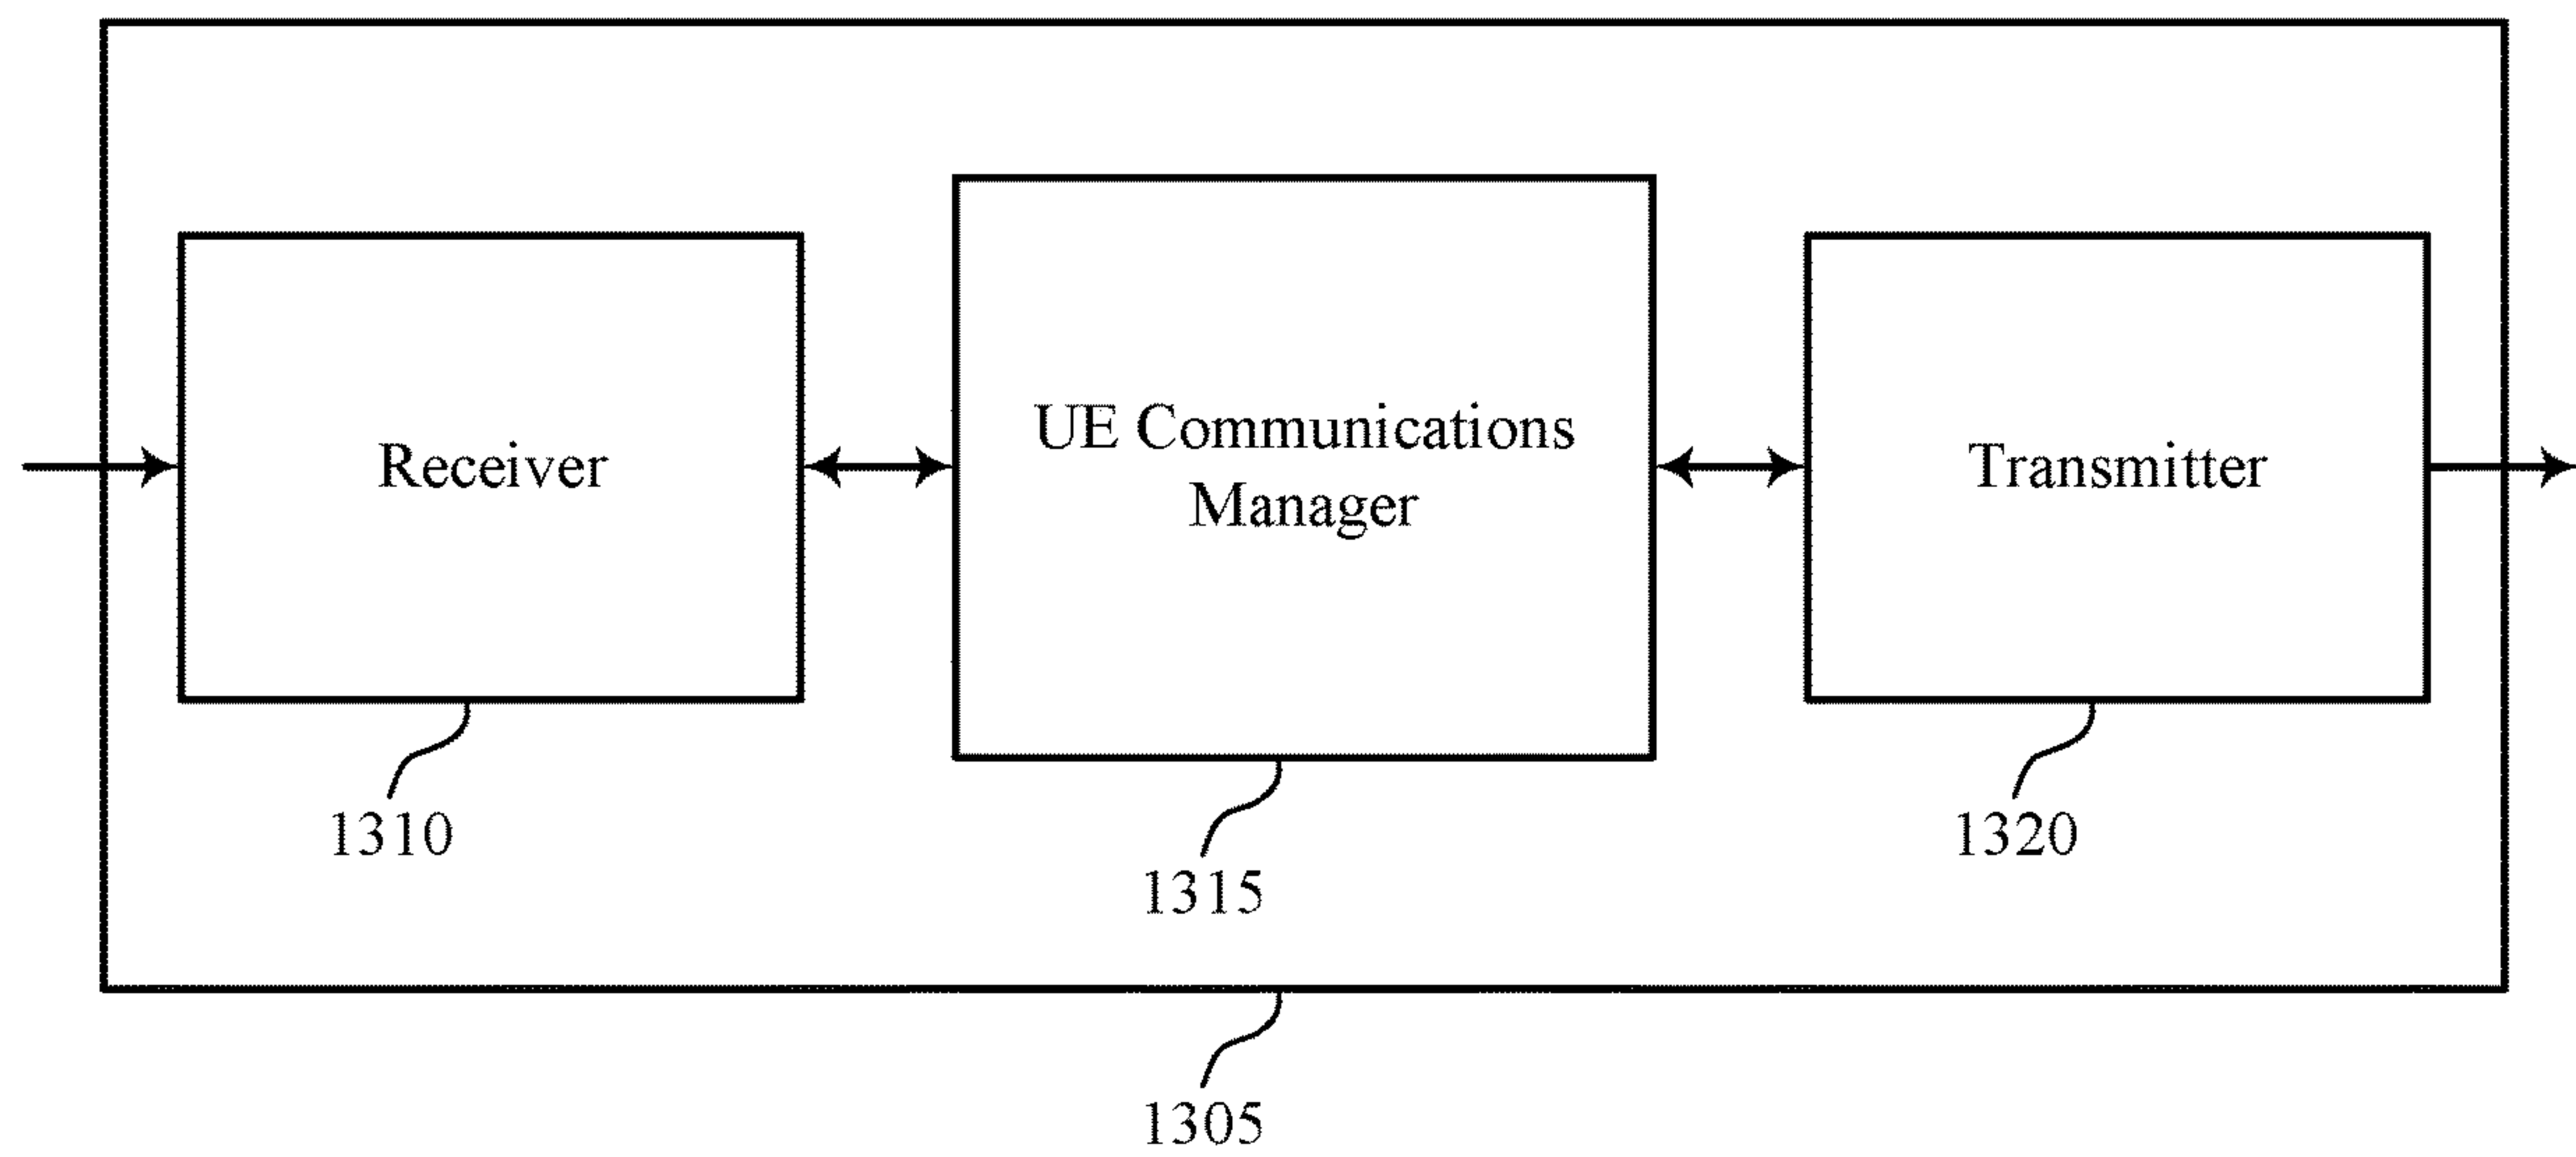 Receiver
UE Communications
Manager
Transmitter
1310
1315
1320
1305